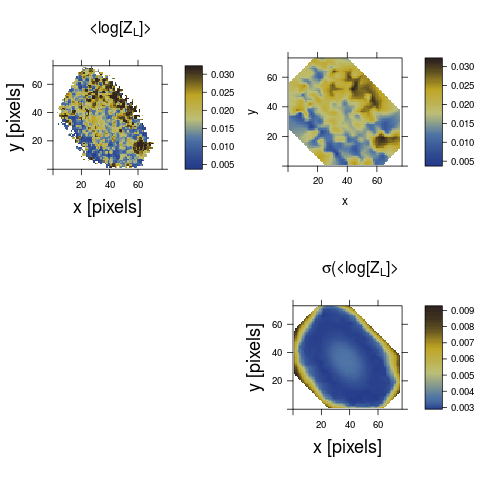 <log[Z_L]>
60
40
20
y [pixels]
20 40 60
x [pixels]
0.030
0.025
0.020
0.015
0.010
0.005
60
40
20
y
20 40 60
x
0.030
0.025
0.020
0.015
0.010
0.005
σ(<log[Z_L]>
60
40
20
y [pixels]
20 40 60
x [pixels]
0.009
0.008
0.007
0.006
0.005
0.004
0.003